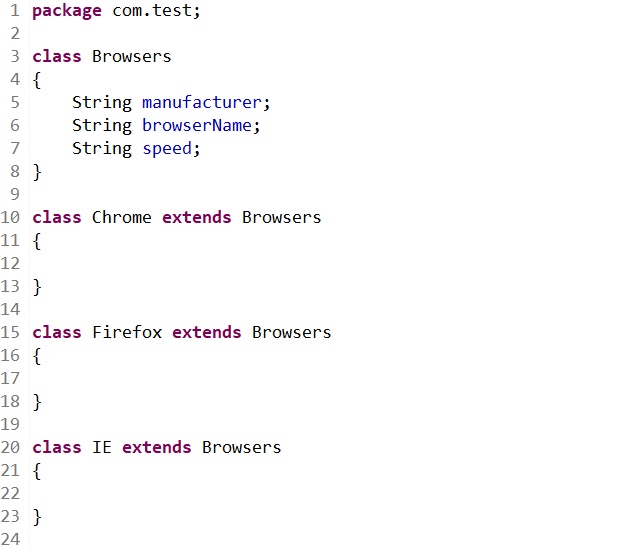 1 package com.test;
2
3 class Browsers
4 {
5     String manufacturer;
6     String browserName;
7     String speed;
8 }
9
10 class Chrome extends Browsers
11 {
12
13 }
14
15 class Firefox extends Browsers
16 {
17
18 }
19
20 class IE extends Browsers
21 {
22
23 }
24